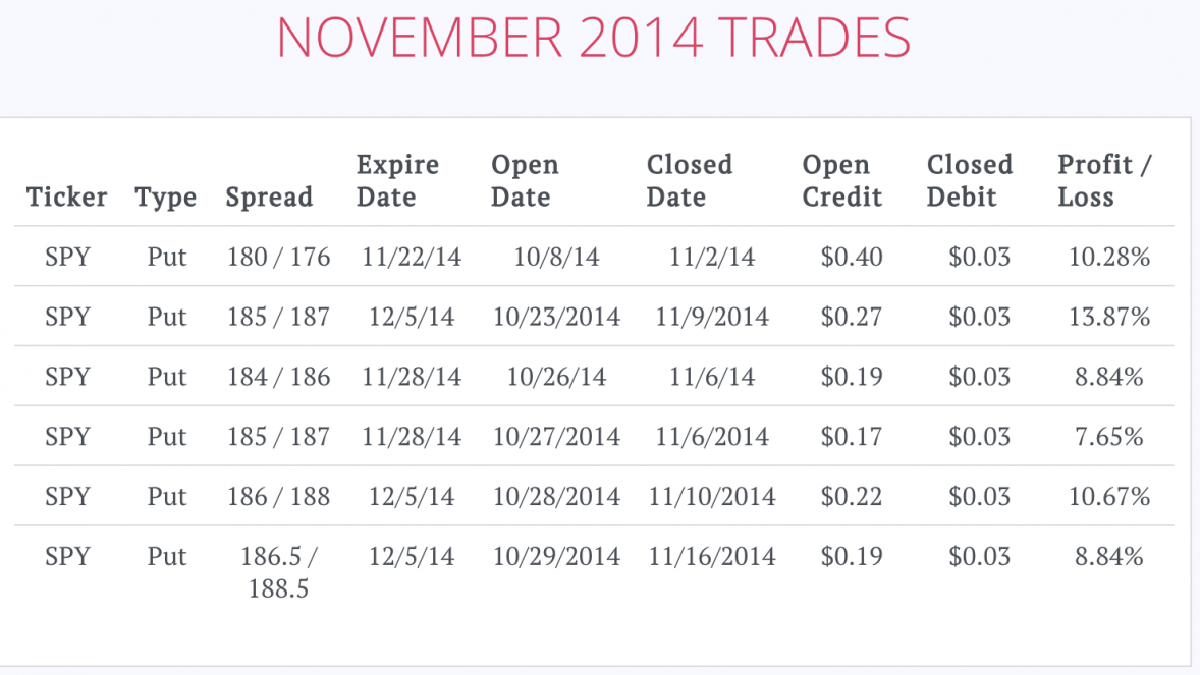 NOVEMBER 2014 TRADES
Ticker Type Spread Expire Date Open Date Closed Date Open Credit Closed Debit Profit / Loss
SPY Put 180 / 176 11/22/14 10/8/14 11/2/14 $0.40 $0.03 10.28%
SPY Put 185 / 187 12/5/14 10/23/2014 11/9/2014 $0.27 $0.03 13.87%
SPY Put 184 / 186 11/28/14 10/26/14 11/6/14 $0.19 $0.03 8.84%
SPY Put 185 / 187 11/28/14 10/27/2014 11/6/2014 $0.17 $0.03 7.65%
SPY Put 186 / 188 12/5/14 10/28/2014 11/10/2014 $0.22 $0.03 10.67%
SPY Put 186.5 / 188.5 12/5/14 10/29/2014 11/16/2014 $0.19 $0.03 8.84%